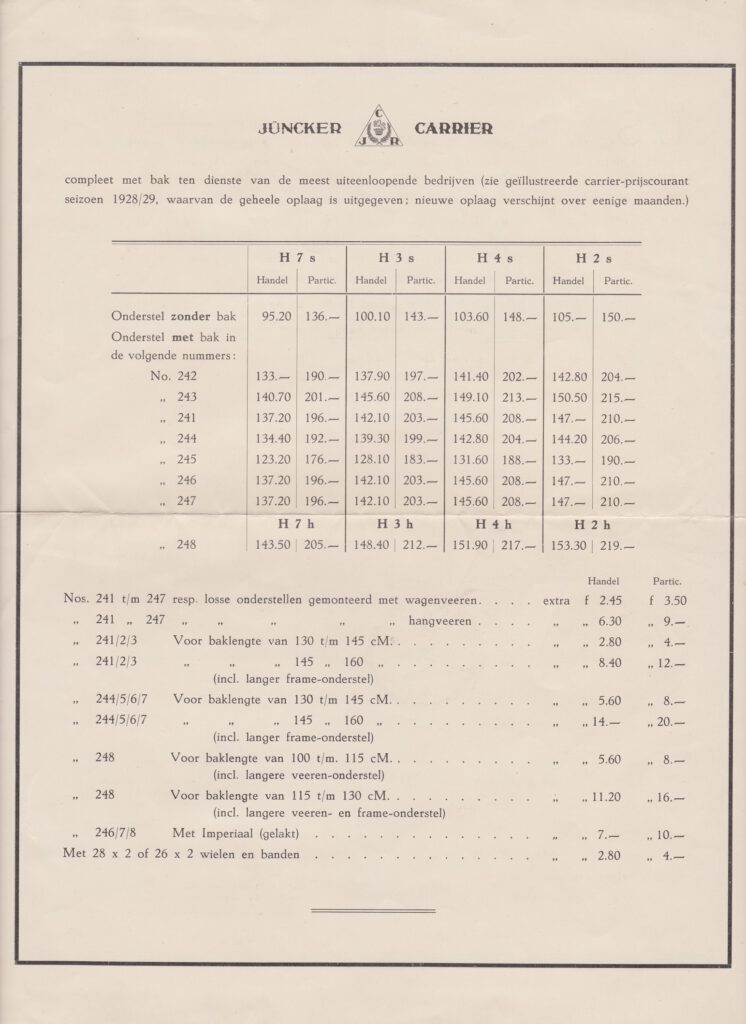 JÜNCKER C J R CARRIER
compleet met bak ten dienste van de meest uiteenloopende bedrijven (zie geïllustreerde carrier-prijscourant
seizoen 1928/29, waarvan de geheele oplaag is uitgegeven; nieuwe oplaag verschijnt over eenige maanden.)
H 7 s H 3 s H 4 s H 2 s
Handel Partic. Handel Partic. Handel Partic. Handel Partic.
Onderstel zonder bak 95.20 136.— 100.10 143.— 103.60 148.— 105.— 150.—
Onderstel met bak in
de volgende nummers:
No. 242 133.— 190.— 137.90 197.— 141.40 202.— 142.80 204.—
„ 243 140.70 201.— 145.60 208.— 149.10 213.— 150.50 215.—
„ 241 137.20 196.— 142.10 203.— 145.60 208.— 147.— 210.—
„ 244 134.40 192.— 139.30 199.— 142.80 204.— 144.20 206.—
„ 245 123.20 176.— 128.10 183.— 131.60 188.— 133.— 190.—
„ 246 137.20 196.— 142.10 203.— 145.60 208.— 147.— 210.—
„ 247 137.20 196.— 142.10 203.— 145.60 208.— 147.— 210.—
H 7 h H 3 h H 4 h H 2 h
„ 248 143.50 205.— 148.40 212.— 151.90 217.— 153.30 219.—
Handel Partic.
Nos. 241 t/m 247 resp. losse onderstellen gemonteerd met wagenveeren. . . . extra f 2.45 f 3.50
„ 241 „ 247 „ „ „ „ „ hangveeren . . . . „ „ 6.30 „ 9.—
„ 241/2/3 Voor baklengte van 130 t/m 145 cM. . . . . . . . . . „ „ 2.80 „ 4.—
„ 241/2/3 „ „ „ 145 „ 160 „ . . . . . . . . . . „ „ 8.40 „ 12.—
(incl. langer frame-onderstel)
„ 244/5/6/7 Voor baklengte van 130 t/m 145 cM. . . . . . . . . . „ „ 5.60 „ 8.—
„ 244/5/6/7 „ „ „ 145 „ 160 „ . . . . . . . . . . „ „ 14.— „ 20.—
(incl. langer frame-onderstel)
„ 248 Voor baklengte van 100 t/m. 115 cM. . . . . . . . . . „ „ 5.60 „ 8.—
(incl. langere veeren-onderstel)
„ 248 Voor baklengte van 115 t/m 130 cM. . . . . . . . . . „ „ 11.20 „ 16.—
(incl. langere veeren- en frame-onderstel)
„ 246/7/8 Met Imperiaal (gelakt) . . . . . . . . . . . . . „ „ 7.— „ 10.—
Met 28 x 2 of 26 x 2 wielen en banden . . . . . . . . . . . . . „ „ 2.80 „ 4.—